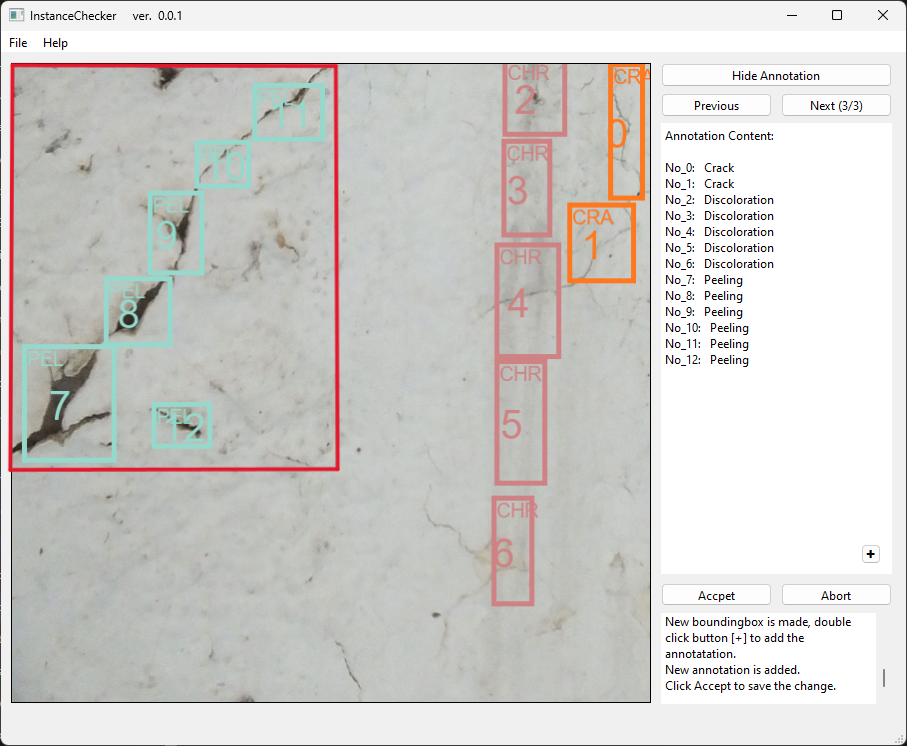 InstanceChecker ver. 0.0.1
File Help
Hide Annotation
Previous Next (3/3)
Annotation Content:
No_0: Crack
No_1: Crack
No_2: Discoloration
No_3: Discoloration
No_4: Discoloration
No_5: Discoloration
No_6: Discoloration
No_7: Peeling
No_8: Peeling
No_9: Peeling
No_10: Peeling
No_11: Peeling
No_12: Peeling
+
Accpet Abort
New boundingbox is made, double
click button [+] to add the
annotatation.
New annotation is added.
Click Accept to save the change.
CHR
2
CRA
0
11
10
CHR
3
PEL
9
CRA
1
CHR
4
PEL
8
PEL
7
CHR
5
PEL
12
CHR
6